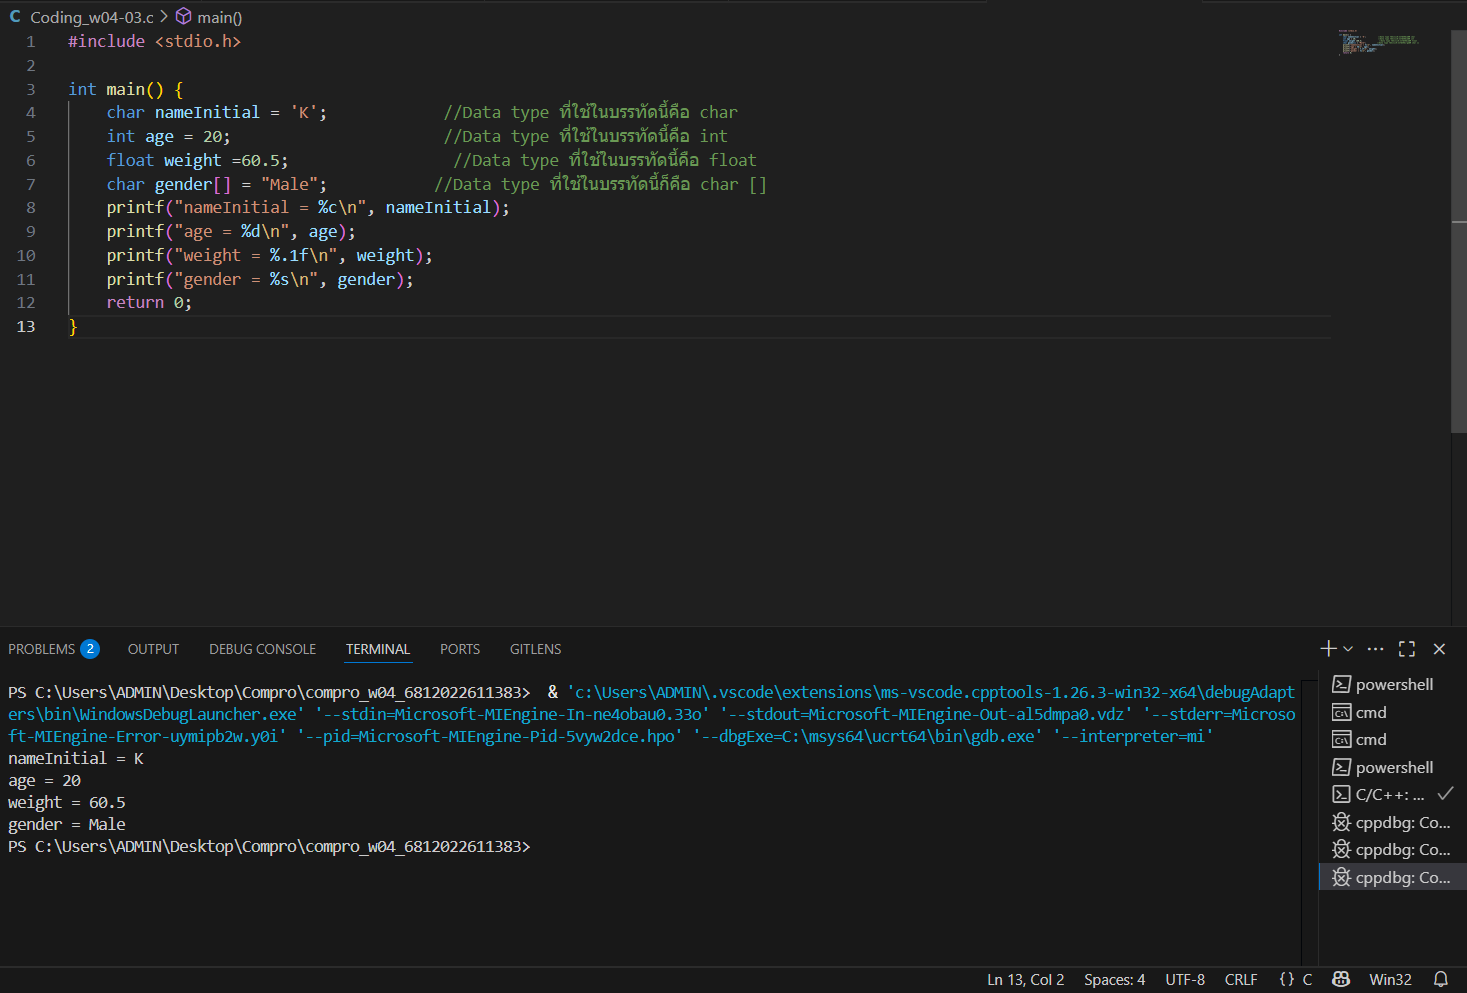 Coding_w04-03.c > main()
1 #include <stdio.h>
2
3 int main() {
4     char nameInitial = 'K';            //Data type ที่ใช้ในบรรทัดนี้คือ char
5     int age = 20;                      //Data type ที่ใช้ในบรรทัดนี้คือ int
6     float weight =60.5;                 //Data type ที่ใช้ในบรรทัดนี้คือ float
7     char gender[] = "Male";           //Data type ที่ใช้ในบรรทัดนี้ก็คือ char []
8     printf("nameInitial = %c\n", nameInitial);
9     printf("age = %d\n", age);
10     printf("weight = %.1f\n", weight);
11     printf("gender = %s\n", gender);
12     return 0;
13 }
PROBLEMS 2 OUTPUT DEBUG CONSOLE TERMINAL PORTS GITLENS
PS C:\Users\ADMIN\Desktop\Compro\compro_w04_6812022611383>  & 'c:\Users\ADMIN\.vscode\extensions\ms-vscode.cpptools-1.26.3-win32-x64\debugAdapt
ers\bin\WindowsDebugLauncher.exe' '--stdin=Microsoft-MIEngine-In-ne4obau0.33o' '--stdout=Microsoft-MIEngine-Out-al5dmpa0.vdz' '--stderr=Microso
ft-MIEngine-Error-uymipb2w.y0i' '--pid=Microsoft-MIEngine-Pid-5vyw2dce.hpo' '--dbgExe=C:\msys64\ucrt64\bin\gdb.exe' '--interpreter=mi'
nameInitial = K
age = 20
weight = 60.5
gender = Male
PS C:\Users\ADMIN\Desktop\Compro\compro_w04_6812022611383>
powershell
cmd
cmd
powershell
C/C++: ...
cppdbg: Co...
cppdbg: Co...
cppdbg: Co...
Ln 13, Col 2 Spaces: 4 UTF-8 CRLF {} C Win32